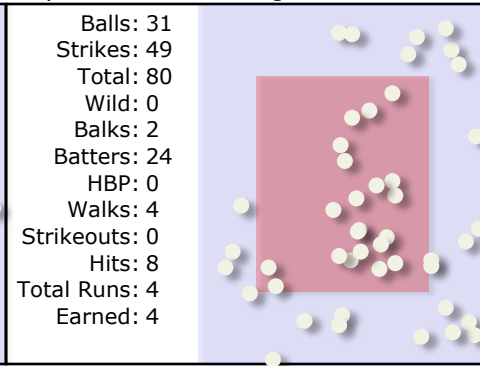 Balls: 31
Strikes: 49
Total: 80
Wild: 0
Balks: 2
Batters: 24
HBP: 0
Walks: 4
Strikeouts: 0
Hits: 8
Total Runs: 4
Earned: 4